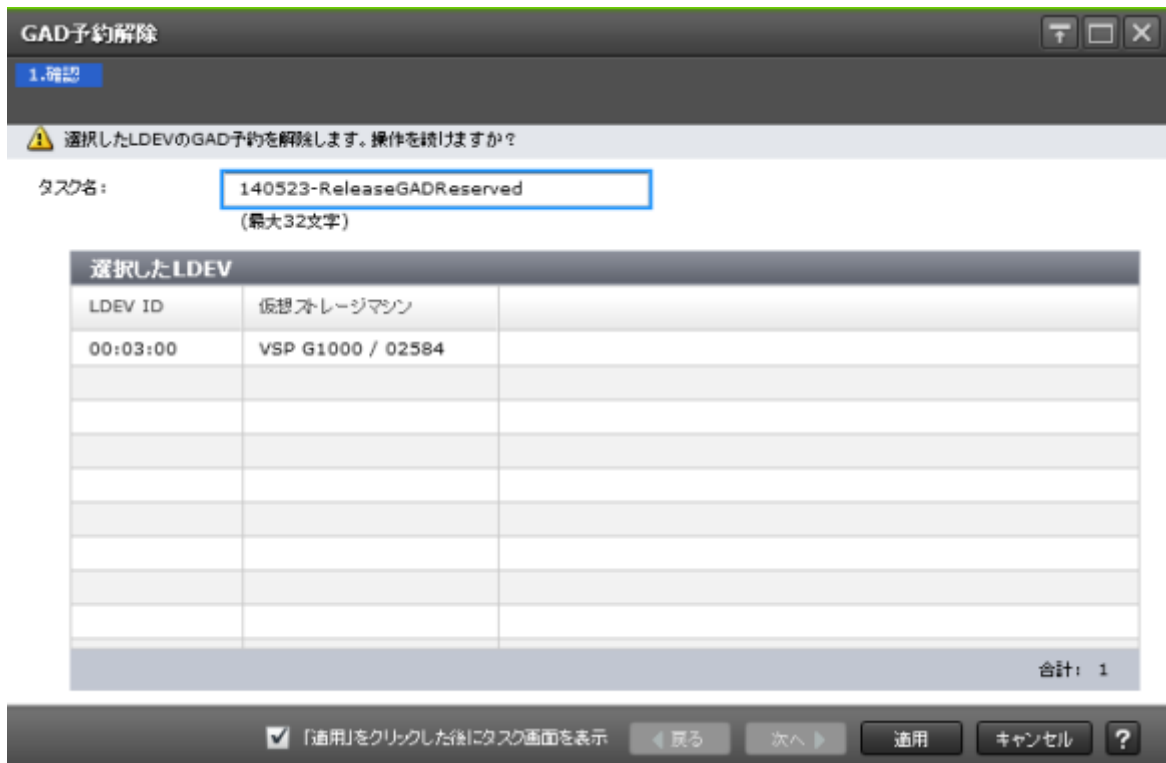 GAD予約解除
1.確認
選択したLDEVのGAD予約を解除します。操作を続けますか?
タスク名: 140523-ReleaseGADReserved
(最大32文字)
選択したLDEV
LDEV ID 仮想ストレージマシン
00:03:00 VSP G1000 / 02584
合計: 1
「適用」をクリックした後にタスク画面を表示 戻る 次へ 適用 キャンセル ?